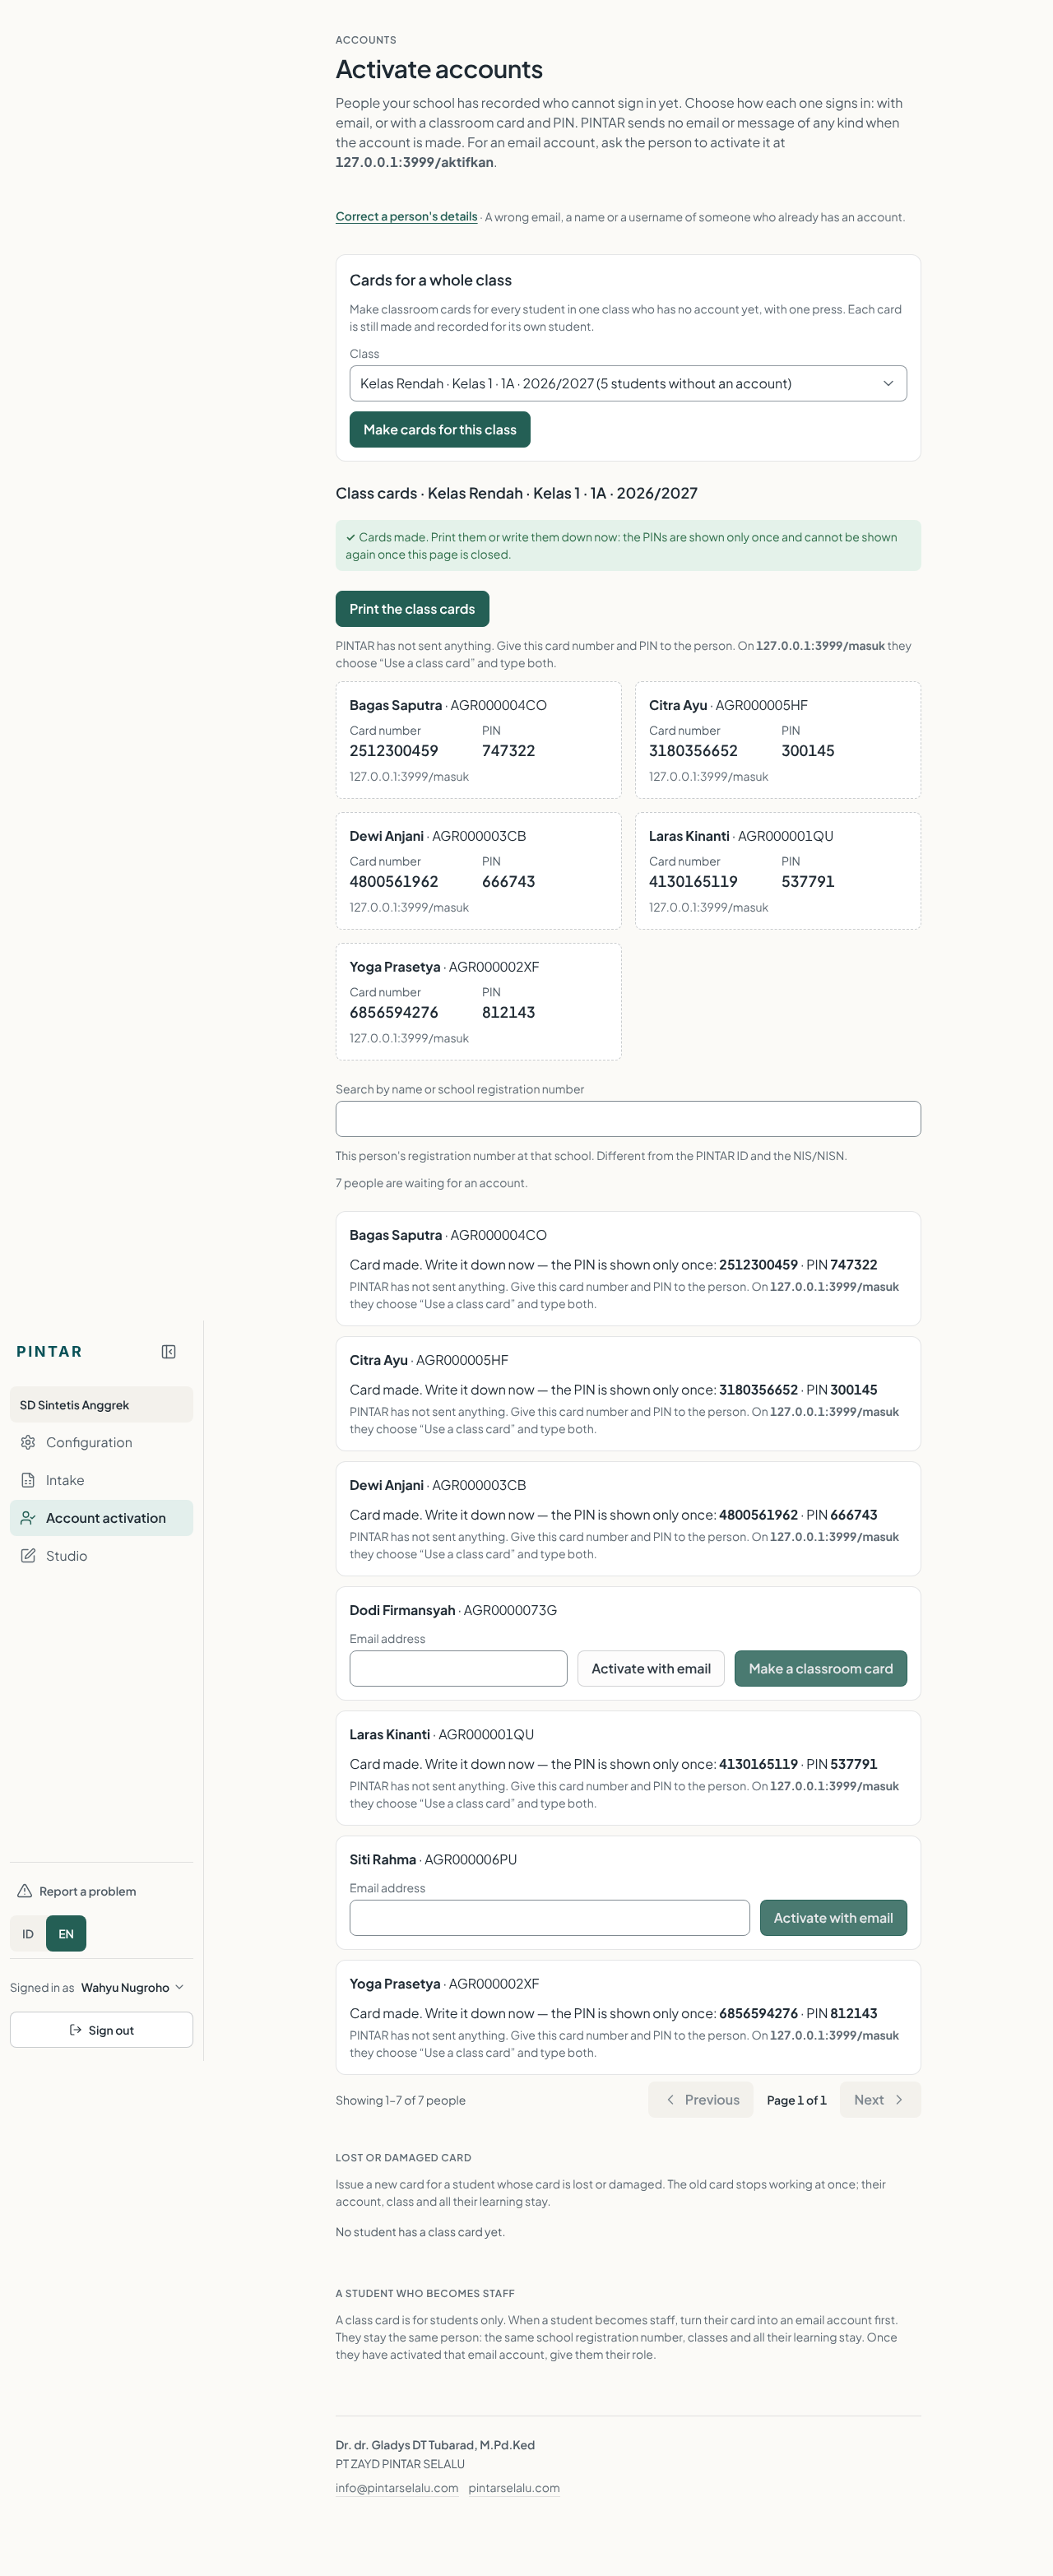 ACCOUNTS
Activate accounts
People your school has recorded who cannot sign in yet. Choose how each one signs in: with
email, or with a classroom card and PIN. PINTAR sends no email or message of any kind when
the account is made. For an email account, ask the person to activate it at
127.0.0.1:3999/aktifkan.
Correct a person's details · A wrong email, a name or a username of someone who already has an account.
Cards for a whole class
Make classroom cards for every student in one class who has no account yet, with one press. Each card
is still made and recorded for its own student.
Class
Kelas Rendah · Kelas 1 · 1A · 2026/2027 (5 students without an account)
Make cards for this class
Class cards · Kelas Rendah · Kelas 1 · 1A · 2026/2027
✓ Cards made. Print them or write them down now: the PINs are shown only once and cannot be shown
again once this page is closed.
Print the class cards
PINTAR has not sent anything. Give this card number and PIN to the person. On 127.0.0.1:3999/masuk they
choose “Use a class card” and type both.
Bagas Saputra · AGR000004CO
Card number PIN
2512300459 747322
127.0.0.1:3999/masuk
Citra Ayu · AGR000005HF
Card number PIN
3180356652 300145
127.0.0.1:3999/masuk
Dewi Anjani · AGR000003CB
Card number PIN
4800561962 666743
127.0.0.1:3999/masuk
Laras Kinanti · AGR000001QU
Card number PIN
4130165119 537791
127.0.0.1:3999/masuk
Yoga Prasetya · AGR000002XF
Card number PIN
6856594276 812143
127.0.0.1:3999/masuk
Search by name or school registration number
This person's registration number at that school. Different from the PINTAR ID and the NIS/NISN.
7 people are waiting for an account.
Bagas Saputra · AGR000004CO
Card made. Write it down now — the PIN is shown only once: 2512300459 · PIN 747322
PINTAR has not sent anything. Give this card number and PIN to the person. On 127.0.0.1:3999/masuk
they choose “Use a class card” and type both.
Citra Ayu · AGR000005HF
Card made. Write it down now — the PIN is shown only once: 3180356652 · PIN 300145
PINTAR has not sent anything. Give this card number and PIN to the person. On 127.0.0.1:3999/masuk
they choose “Use a class card” and type both.
Dewi Anjani · AGR000003CB
Card made. Write it down now — the PIN is shown only once: 4800561962 · PIN 666743
PINTAR has not sent anything. Give this card number and PIN to the person. On 127.0.0.1:3999/masuk
they choose “Use a class card” and type both.
Dodi Firmansyah · AGR0000073G
Email address
Activate with email
Make a classroom card
Laras Kinanti · AGR000001QU
Card made. Write it down now — the PIN is shown only once: 4130165119 · PIN 537791
PINTAR has not sent anything. Give this card number and PIN to the person. On 127.0.0.1:3999/masuk
they choose “Use a class card” and type both.
Siti Rahma · AGR000006PU
Email address
Activate with email
Yoga Prasetya · AGR000002XF
Card made. Write it down now — the PIN is shown only once: 6856594276 · PIN 812143
PINTAR has not sent anything. Give this card number and PIN to the person. On 127.0.0.1:3999/masuk
they choose “Use a class card” and type both.
Showing 1–7 of 7 people
Previous
Page 1 of 1
Next
LOST OR DAMAGED CARD
Issue a new card for a student whose card is lost or damaged. The old card stops working at once; their
account, class and all their learning stay.
No student has a class card yet.
A STUDENT WHO BECOMES STAFF
A class card is for students only. When a student becomes staff, turn their card into an email account first.
They stay the same person: the same school registration number, classes and all their learning stay. Once
they have activated that email account, give them their role.
Dr. dr. Gladys DT Tubarad, M.Pd.Ked
PT ZAYD PINTAR SELALU
info@pintarselalu.com pintarselalu.com
PINTAR
SD Sintetis Anggrek
Configuration
Intake
Account activation
Studio
Report a problem
ID EN
Signed in as Wahyu Nugroho
Sign out